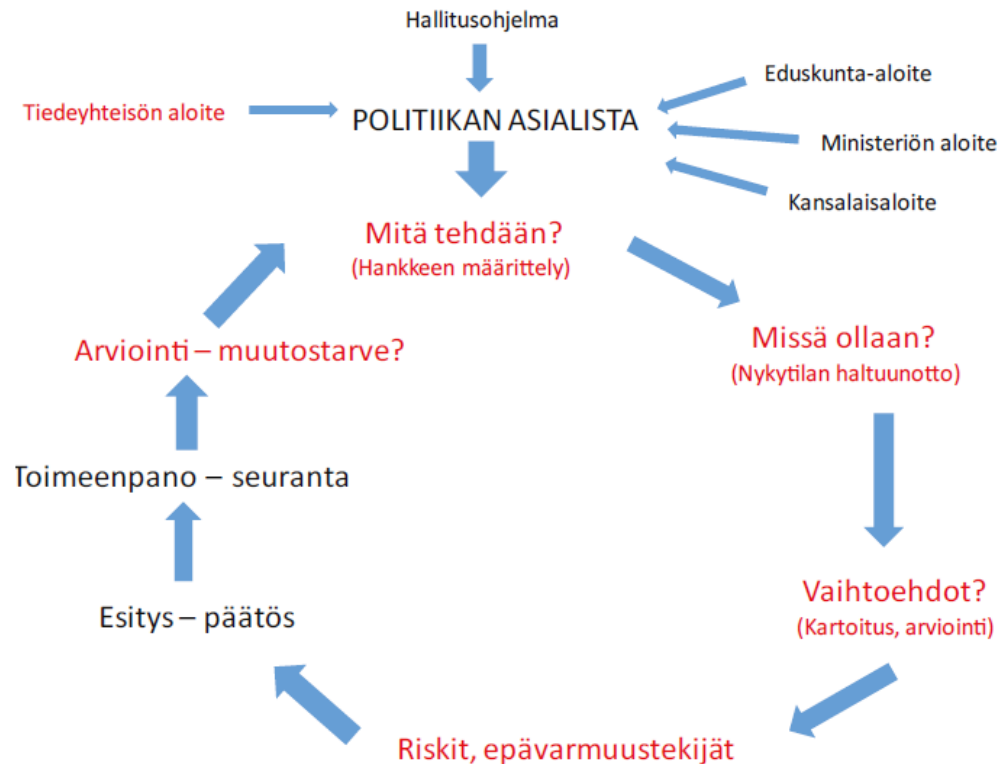 Hallitusohjelma
Eduskunta-aloite
Tiedeyhteisön aloite
POLITIIKAN ASIALISTA
Ministeriön aloite
Kansalaisaloite
Mitä tehdään?
(Hankkeen määrittely)
Missä ollaan?
(Nykytilan haltuunotto)
Arviointi – muutostarve?
Toimeenpano – seuranta
Vaihtoehdot?
(Kartoitus, arviointi)
Esitys – päätös
Riskit, epävarmuustekijät